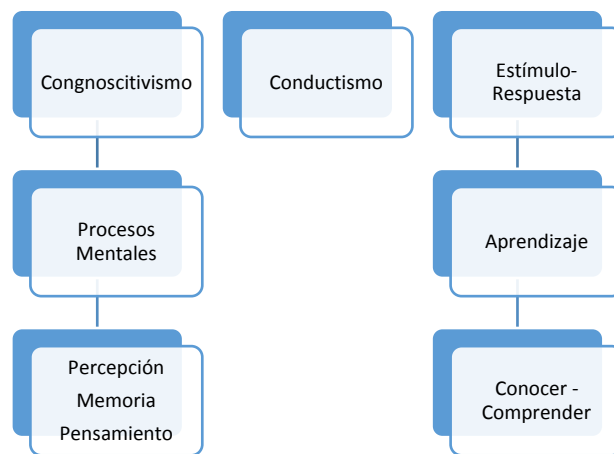 Congnoscitivismo
Conductismo
Estímulo-
Respuesta
Procesos
Mentales
Aprendizaje
Percepción
Memoria
Pensamiento
Conocer -
Comprender